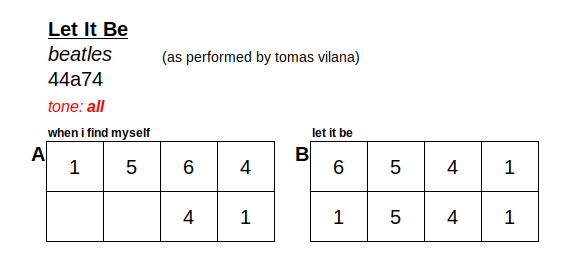 Let It Be
beatles (as performed by tomas vilana)
44a74
tone: all
when i find myself
A 1 5 6 4
4 1
let it be
B 6 5 4 1
1 5 4 1